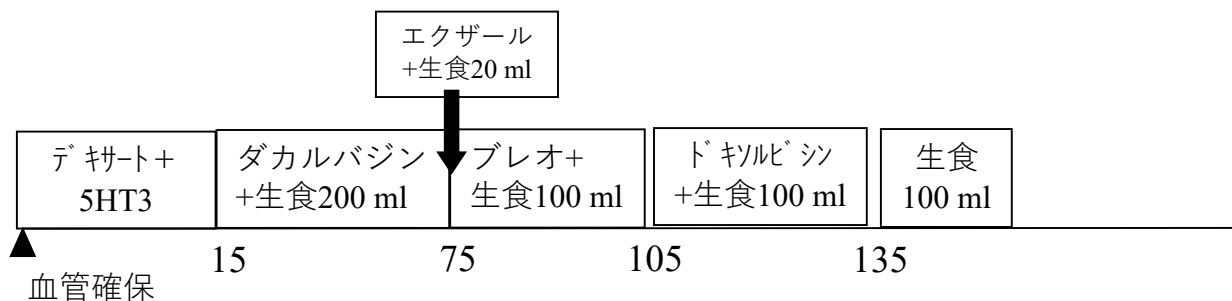 エクザール
+生食20 ml
ﾃﾞｷｻｰﾄ+
5HT3
ダカルバジン
+生食200 ml
ブレオ+
生食100 ml
ﾄﾞｷｿﾙﾋﾞｼﾝ
+生食100 ml
生食
100 ml
15
75
105
135
血管確保